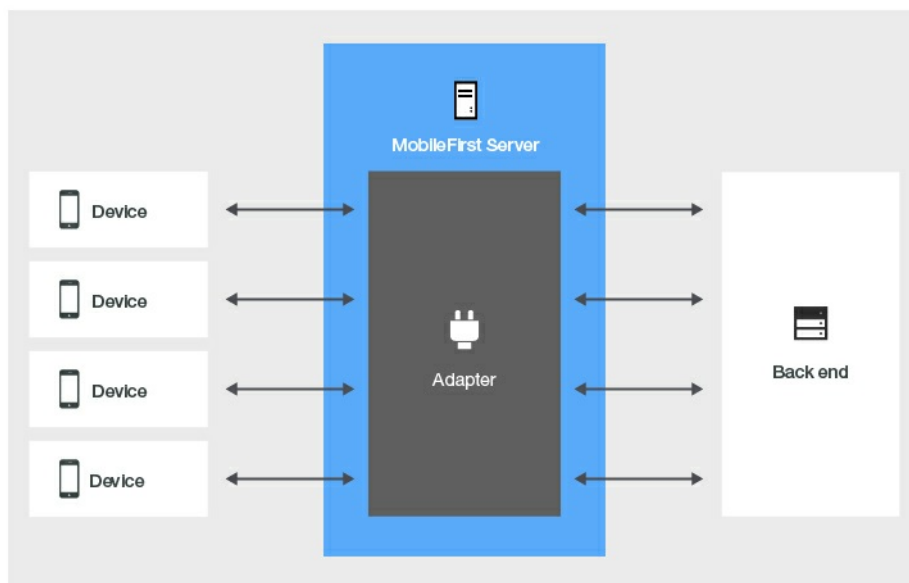 MobileFirst Server
Device
Device
Device
Device
Adapter
Back end